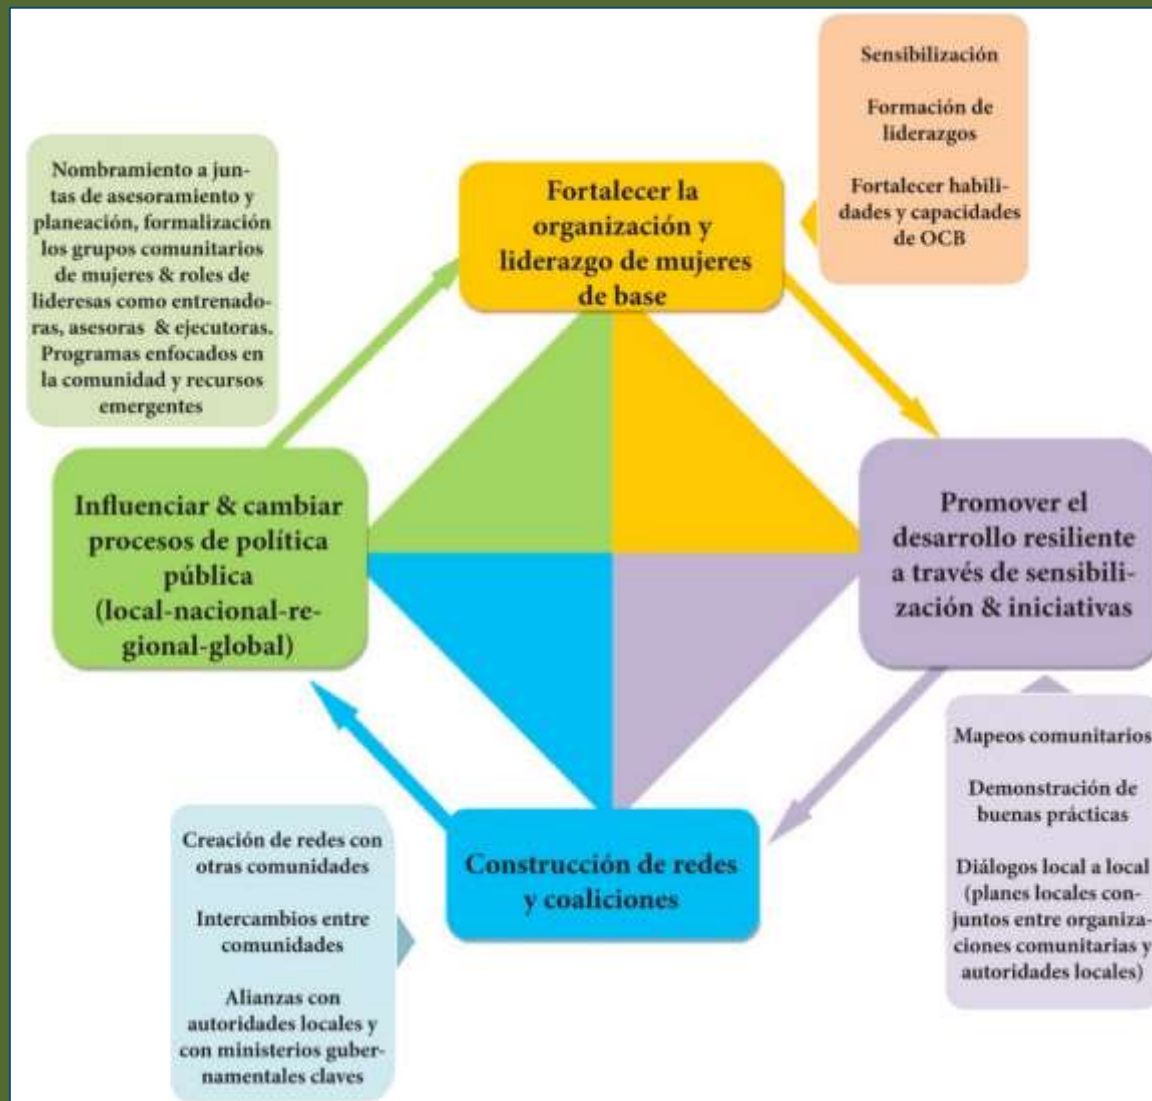 Sensibilización
Formación de
liderazgos
Fortalecer habili-
dades y capacidades
de OCB
Nombramiento a jun-
tas de asesoramiento y
planeación, formalización
los grupos comunitarios
de mujeres & roles de
lideresas como entrenado-
ras, asesoras & ejecutoras.
Programas enfocados en
la comunidad y recursos
emergentes
Fortalecer la
organización y
liderazgo de mujeres
de base
Influenciar & cambiar
procesos de política
pública
(local-nacional-re-
gional-global)
Promover el
desarrollo resiliente
a través de sensibili-
zación & iniciativas
Mapeos comunitarios
Demonstración de
buenas prácticas
Diálogos local a local
(planes locales con-
juntos entre organiza-
ciones comunitarias y
autoridades locales)
Construcción de redes
y coaliciones
Creación de redes con
otras comunidades
Intercambios entre
comunidades
Alianzas con
autoridades locales y
con ministerios guber-
namentales claves